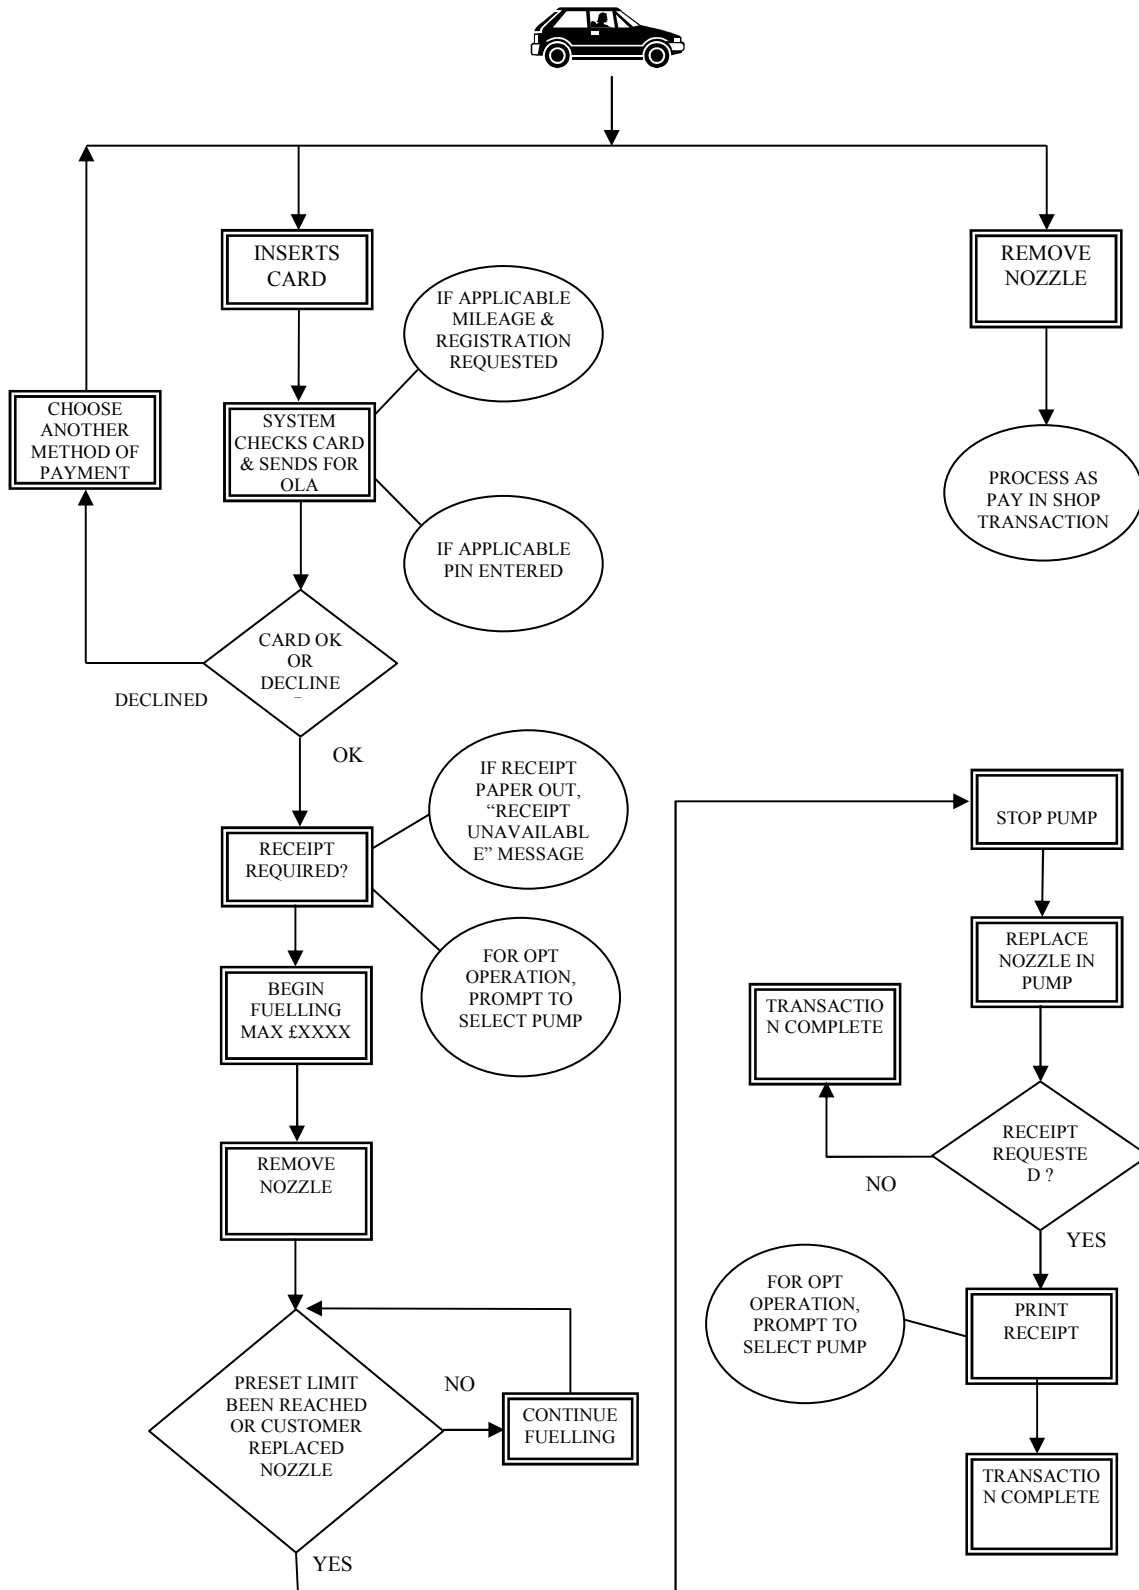 INSERTS
CARD
REMOVE
NOZZLE
IF APPLICABLE
MILEAGE &
REGISTRATION
REQUESTED
CHOOSE
ANOTHER
METHOD OF
PAYMENT
SYSTEM
CHECKS CARD
& SENDS FOR
OLA
PROCESS AS
PAY IN SHOP
TRANSACTION
IF APPLICABLE
PIN ENTERED
CARD OK
OR
DECLINE
DECLINED
OK
IF RECEIPT
PAPER OUT,
“RECEIPT
UNAVAILABL
E” MESSAGE
RECEIPT
REQUIRED?
FOR OPT
OPERATION,
PROMPT TO
SELECT PUMP
BEGIN
FUELLING
MAX £XXXX
REMOVE
NOZZLE
PRESET LIMIT
BEEN REACHED
OR CUSTOMER
REPLACED
NOZZLE
NO
CONTINUE
FUELLING
YES
STOP PUMP
REPLACE
NOZZLE IN
PUMP
TRANSACTIO
N COMPLETE
RECEIPT
REQUESTE
D ?
NO
YES
FOR OPT
OPERATION,
PROMPT TO
SELECT PUMP
PRINT
RECEIPT
TRANSACTIO
N COMPLETE